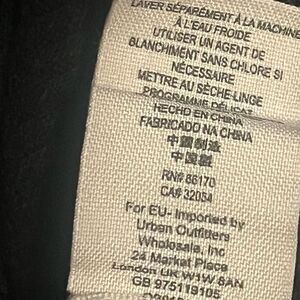 LAVER SÉPARÉMENT À LA MACHINE
À L'EAU FROIDE
UTILISER UN AGENT DE
BLANCHIMENT SANS CHLORE SI
NÉCESSAIRE
METTRE AU SÈCHE-LINGE
PROGRAMME DÉLICAT
HECHO EN CHINA
FABRICADO NA CHINA
中國制造
中國製
RN# 66170
CA# 32054
For EU- Imported by
Urban Outfitters
Wholesale, Inc
24 Market Place
London UK W1W 8AN
GB 975119105